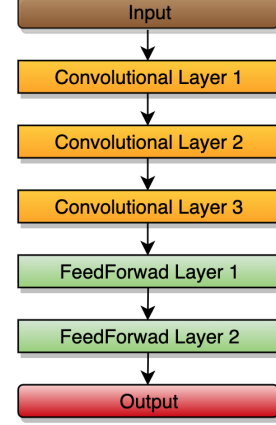 Input
Convolutional Layer 1
Convolutional Layer 2
Convolutional Layer 3
FeedForwad Layer 1
FeedForwad Layer 2
Output